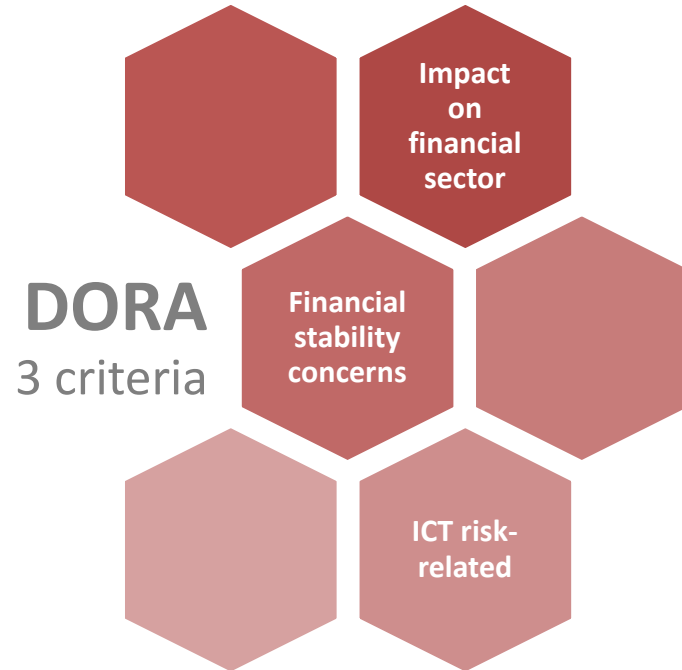 Impact
on
financial
sector
DORA
3 criteria
Financial
stability
concerns
ICT risk-
related